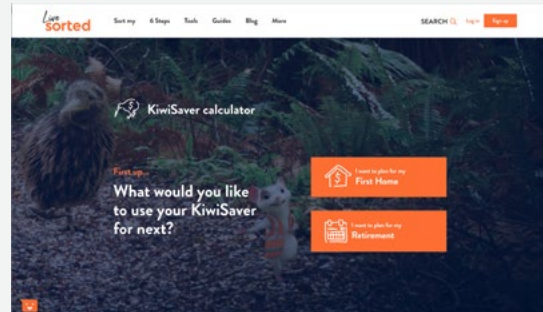 Live
sorted
Sort my
6 Steps
Tools
Guides
Blog
More
SEARCH
Log in
Sign up
KiwiSaver calculator
First up...
What would you like
to use your KiwiSaver
for next?
I want to plan for my
First Home
I want to plan for my
Retirement